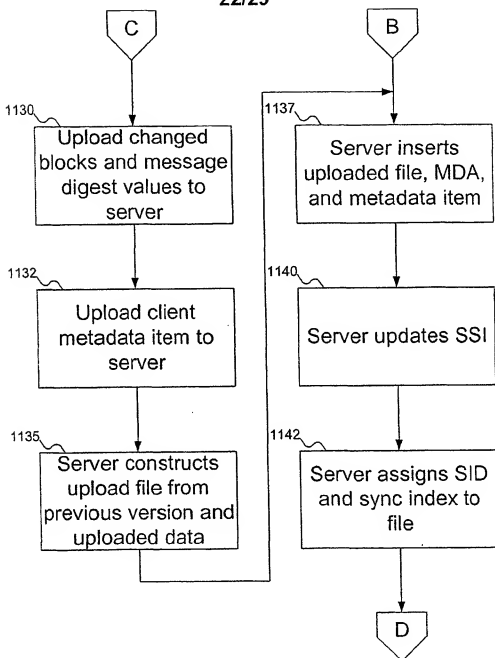 22/29
C
1130
Upload changed
blocks and message
digest values to
server
1132
Upload client
metadata item to
server
1135
Server constructs
upload file from
previous version and
uploaded data
B
1137
Server inserts
uploaded file, MDA,
and metadata item
1140
Server updates SSI
1142
Server assigns SID
and sync index to
file
D